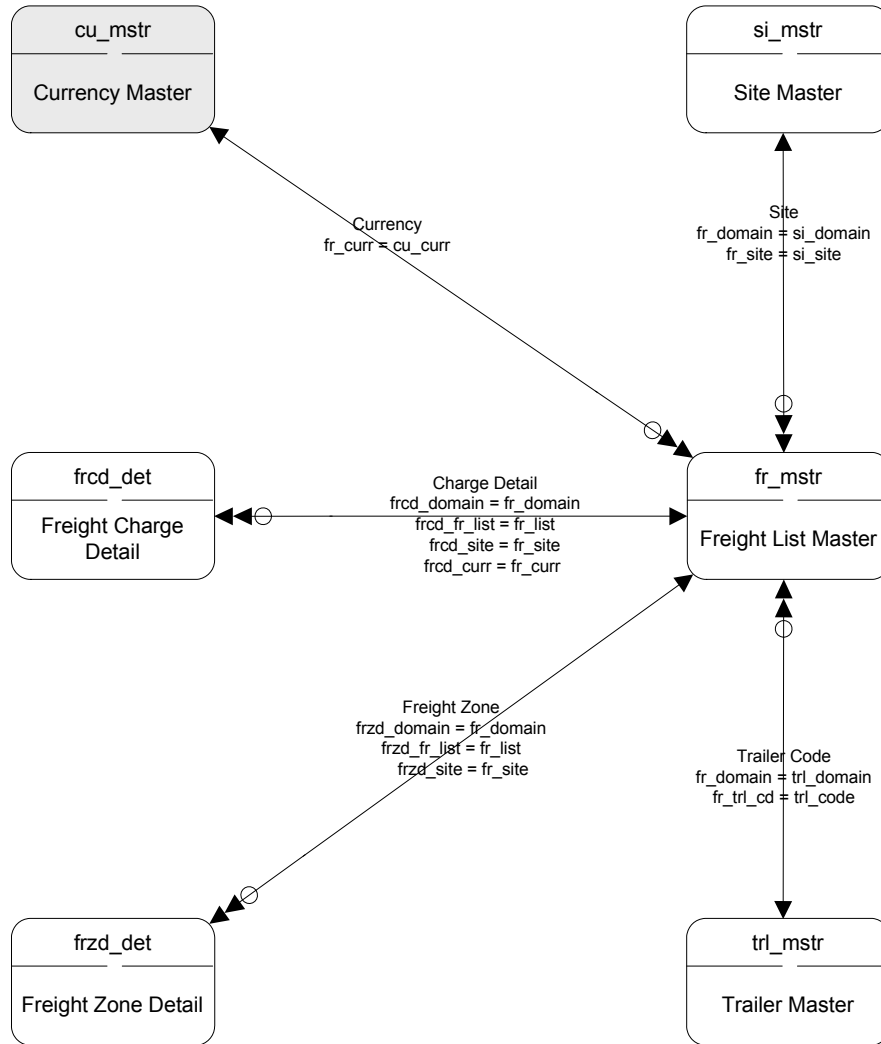 cu_mstr
Currency Master
si_mstr
Site Master
Currency
fr_curr = cu_curr
Site
fr_domain = si_domain
fr_site = si_site
frcd_det
Freight Charge
Detail
Charge Detail
frcd_domain = fr_domain
frcd_fr_list = fr_list
frcd_site = fr_site
frcd_curr = fr_curr
fr_mstr
Freight List Master
Freight Zone
frzd_domain = fr_domain
frzd_fr_list = fr_list
frzd_site = fr_site
Trailer Code
fr_domain = trl_domain
fr_trl_cd = trl_code
frzd_det
Freight Zone Detail
trl_mstr
Trailer Master